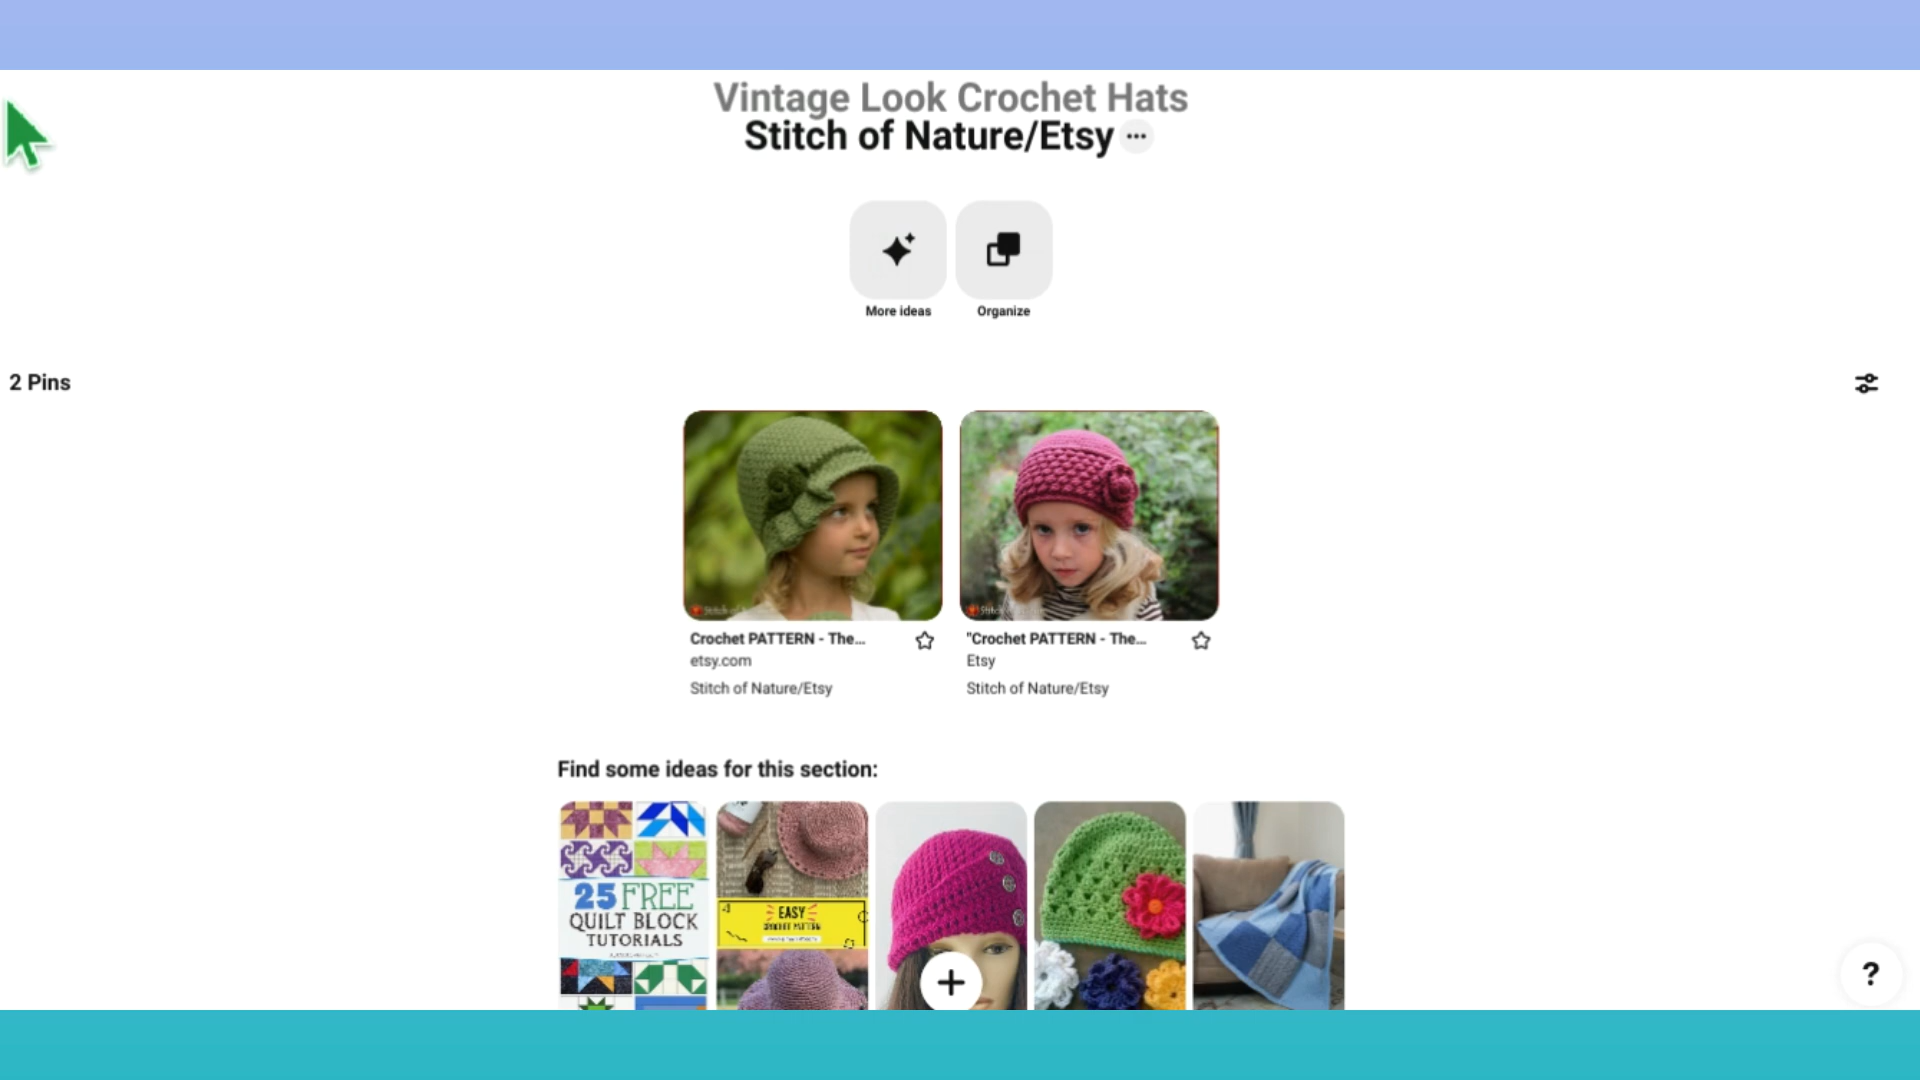 Vintage Look Crochet Hats
Stitch of Nature/Etsy
More ideas
Organize
2 Pins
Crochet PATTERN - The...
etsy.com
Stitch of Nature/Etsy
"Crochet PATTERN - The...
Etsy
Stitch of Nature/Etsy
Find some ideas for this section:
25 FREE
QUILT BLOCK
TUTORIALS
EASY
CROCHET PATTERN
?